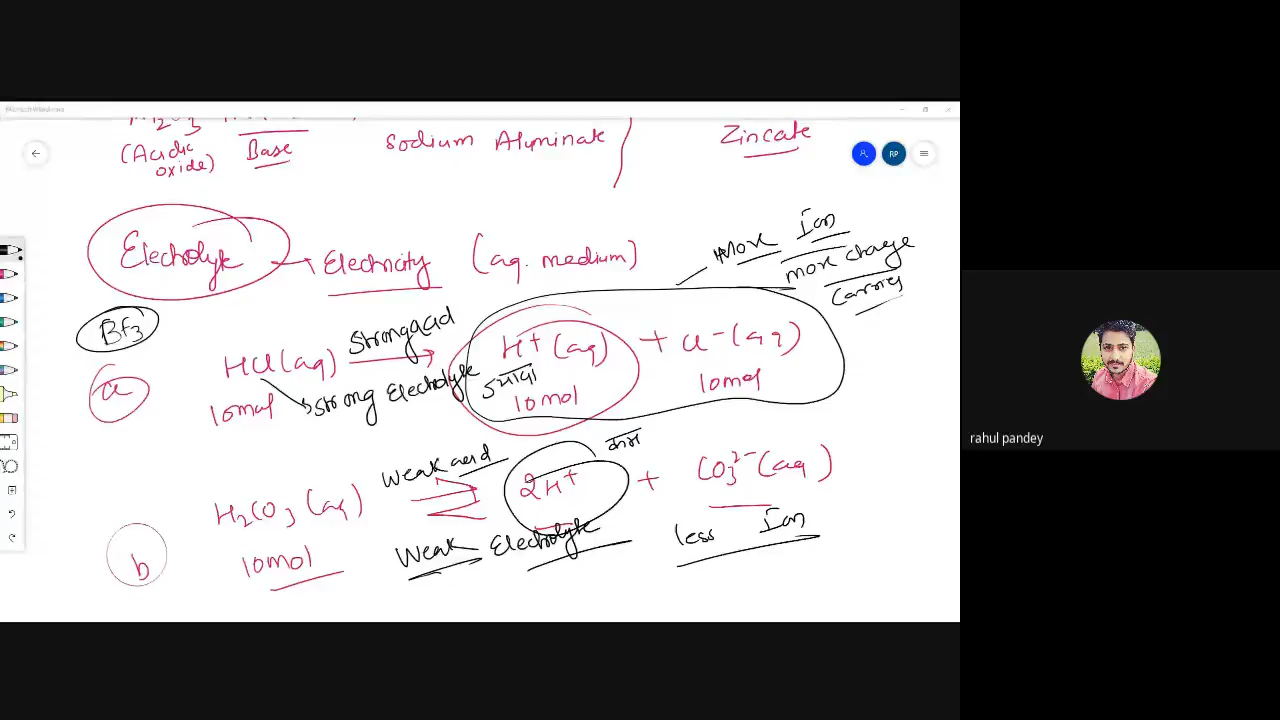 (Acidic oxide) Base
Sodium Aluminate
Zincate
RP
Electrolyte → Electricity (aq. medium)
More Ion
more charge
carries
BF3
a
HCl (aq) Strong acid → H+ (aq) + Cl- (aq)
ज्यादा
10mol Strong Electrolyte 10mol 10mol
कम
b
H2CO3 (aq) Weak acid ⇌ 2H+ + CO3^2- (aq)
10mol Weak Electrolyte less Ion
rahul pandey